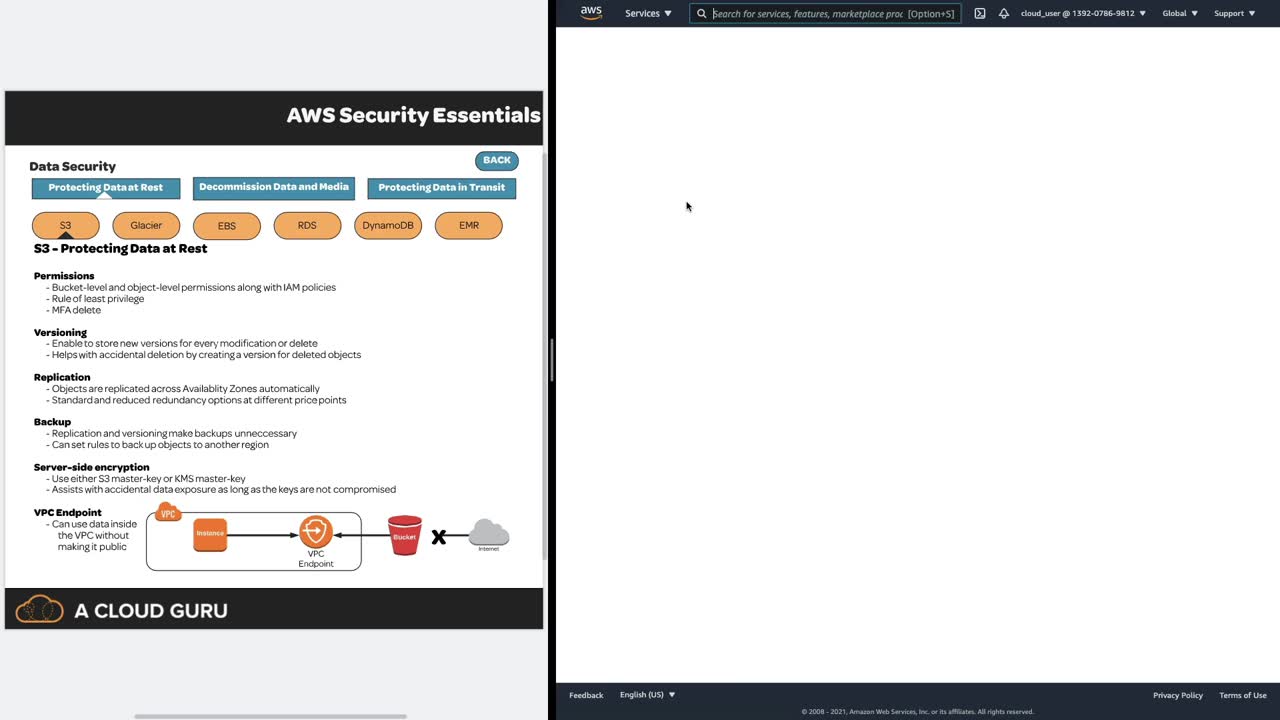 AWS Security Essentials
Data Security
BACK
Protecting Data at Rest
Decommission Data and Media
Protecting Data in Transit
S3
Glacier
EBS
RDS
DynamoDB
EMR
S3 - Protecting Data at Rest
Permissions
- Bucket-level and object-level permissions along with IAM policies
- Rule of least privilege
- MFA delete
Versioning
- Enable to store new versions for every modification or delete
- Helps with accidental deletion by creating a version for deleted objects
Replication
- Objects are replicated across Availablity Zones automatically
- Standard and reduced redundancy options at different price points
Backup
- Replication and versioning make backups unneccessary
- Can set rules to back up objects to another region
Server-side encryption
- Use either S3 master-key or KMS master-key
- Assists with accidental data exposure as long as the keys are not compromised
VPC Endpoint
- Can use data inside
the VPC without
making it public
VPC
Instance
VPC
Endpoint
Bucket
X
Internet
A CLOUD GURU
aws
Services
Search for services, features, marketplace proc [Option+S]
cloud_user @ 1392-0786-9812
Global
Support
Feedback
English (US)
Privacy Policy
Terms of Use
© 2008 - 2021, Amazon Web Services, Inc. or its affiliates. All rights reserved.